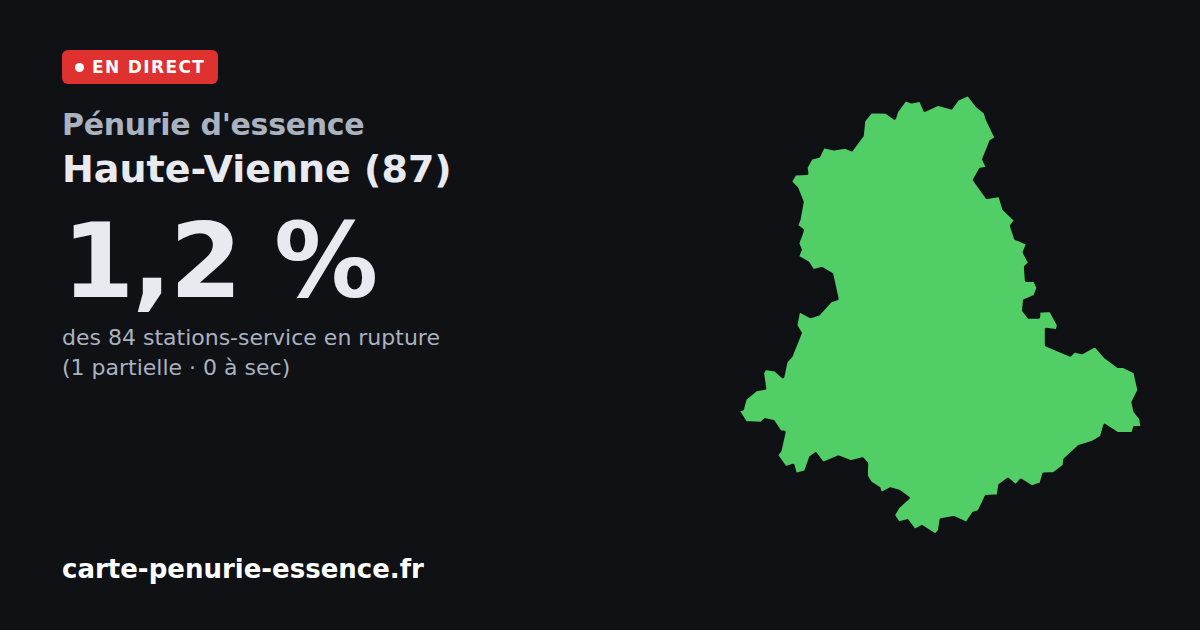 EN DIRECT
Pénurie d'essence
Haute-Vienne (87)
1,2 %
des 84 stations-service en rupture
(1 partielle · 0 à sec)
carte-penurie-essence.fr